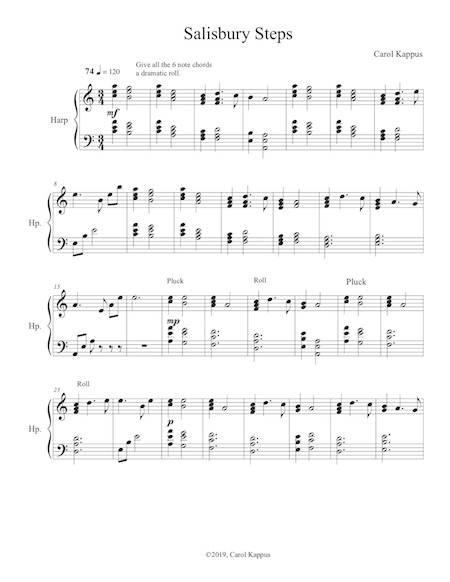 Salisbury Steps
Carol Kappus
74 ♩ = 120
Give all the 6 note chords
a dramatic roll.
Harp
mf
8
Hp.
15
Pluck
Roll
Pluck
Hp.
mp
23
Roll
Hp.
p
©2019, Carol Kappus